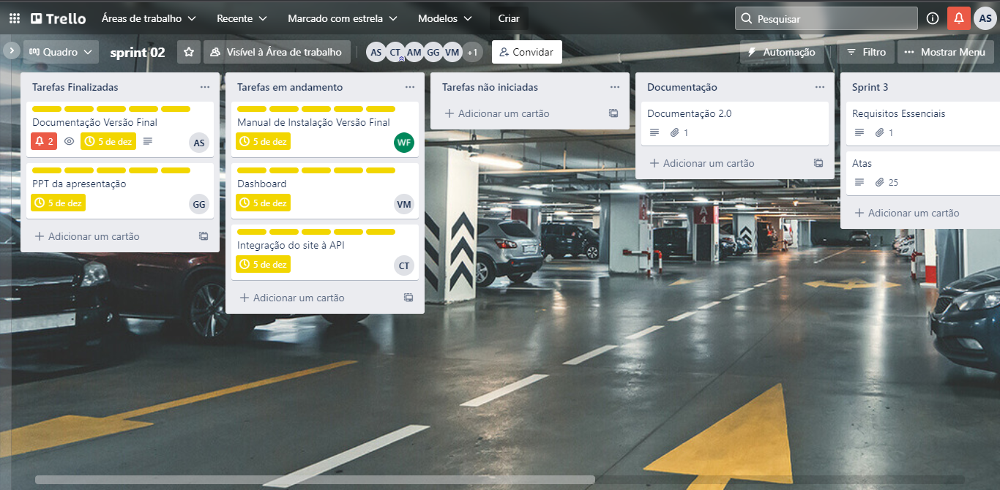 Trello Áreas de trabalho Recente Marcado com estrela Modelos Criar Pesquisar AS
Quadro sprint 02 Visível à Área de trabalho AS CT AM GG VM +1 Convidar Automação Filtro Mostrar Menu
Tarefas Finalizadas
Documentação Versão Final
2 5 de dez AS
PPT da apresentação
5 de dez GG
+ Adicionar um cartão
Tarefas em andamento
Manual de Instalação Versão Final
5 de dez WF
Dashboard
5 de dez VM
Integração do site à API
5 de dez CT
+ Adicionar um cartão
Tarefas não iniciadas
+ Adicionar um cartão
Documentação
Documentação 2.0
1
+ Adicionar um cartão
Sprint 3
Requisitos Essenciais
1
Atas
25
+ Adicionar um cartão
A
4